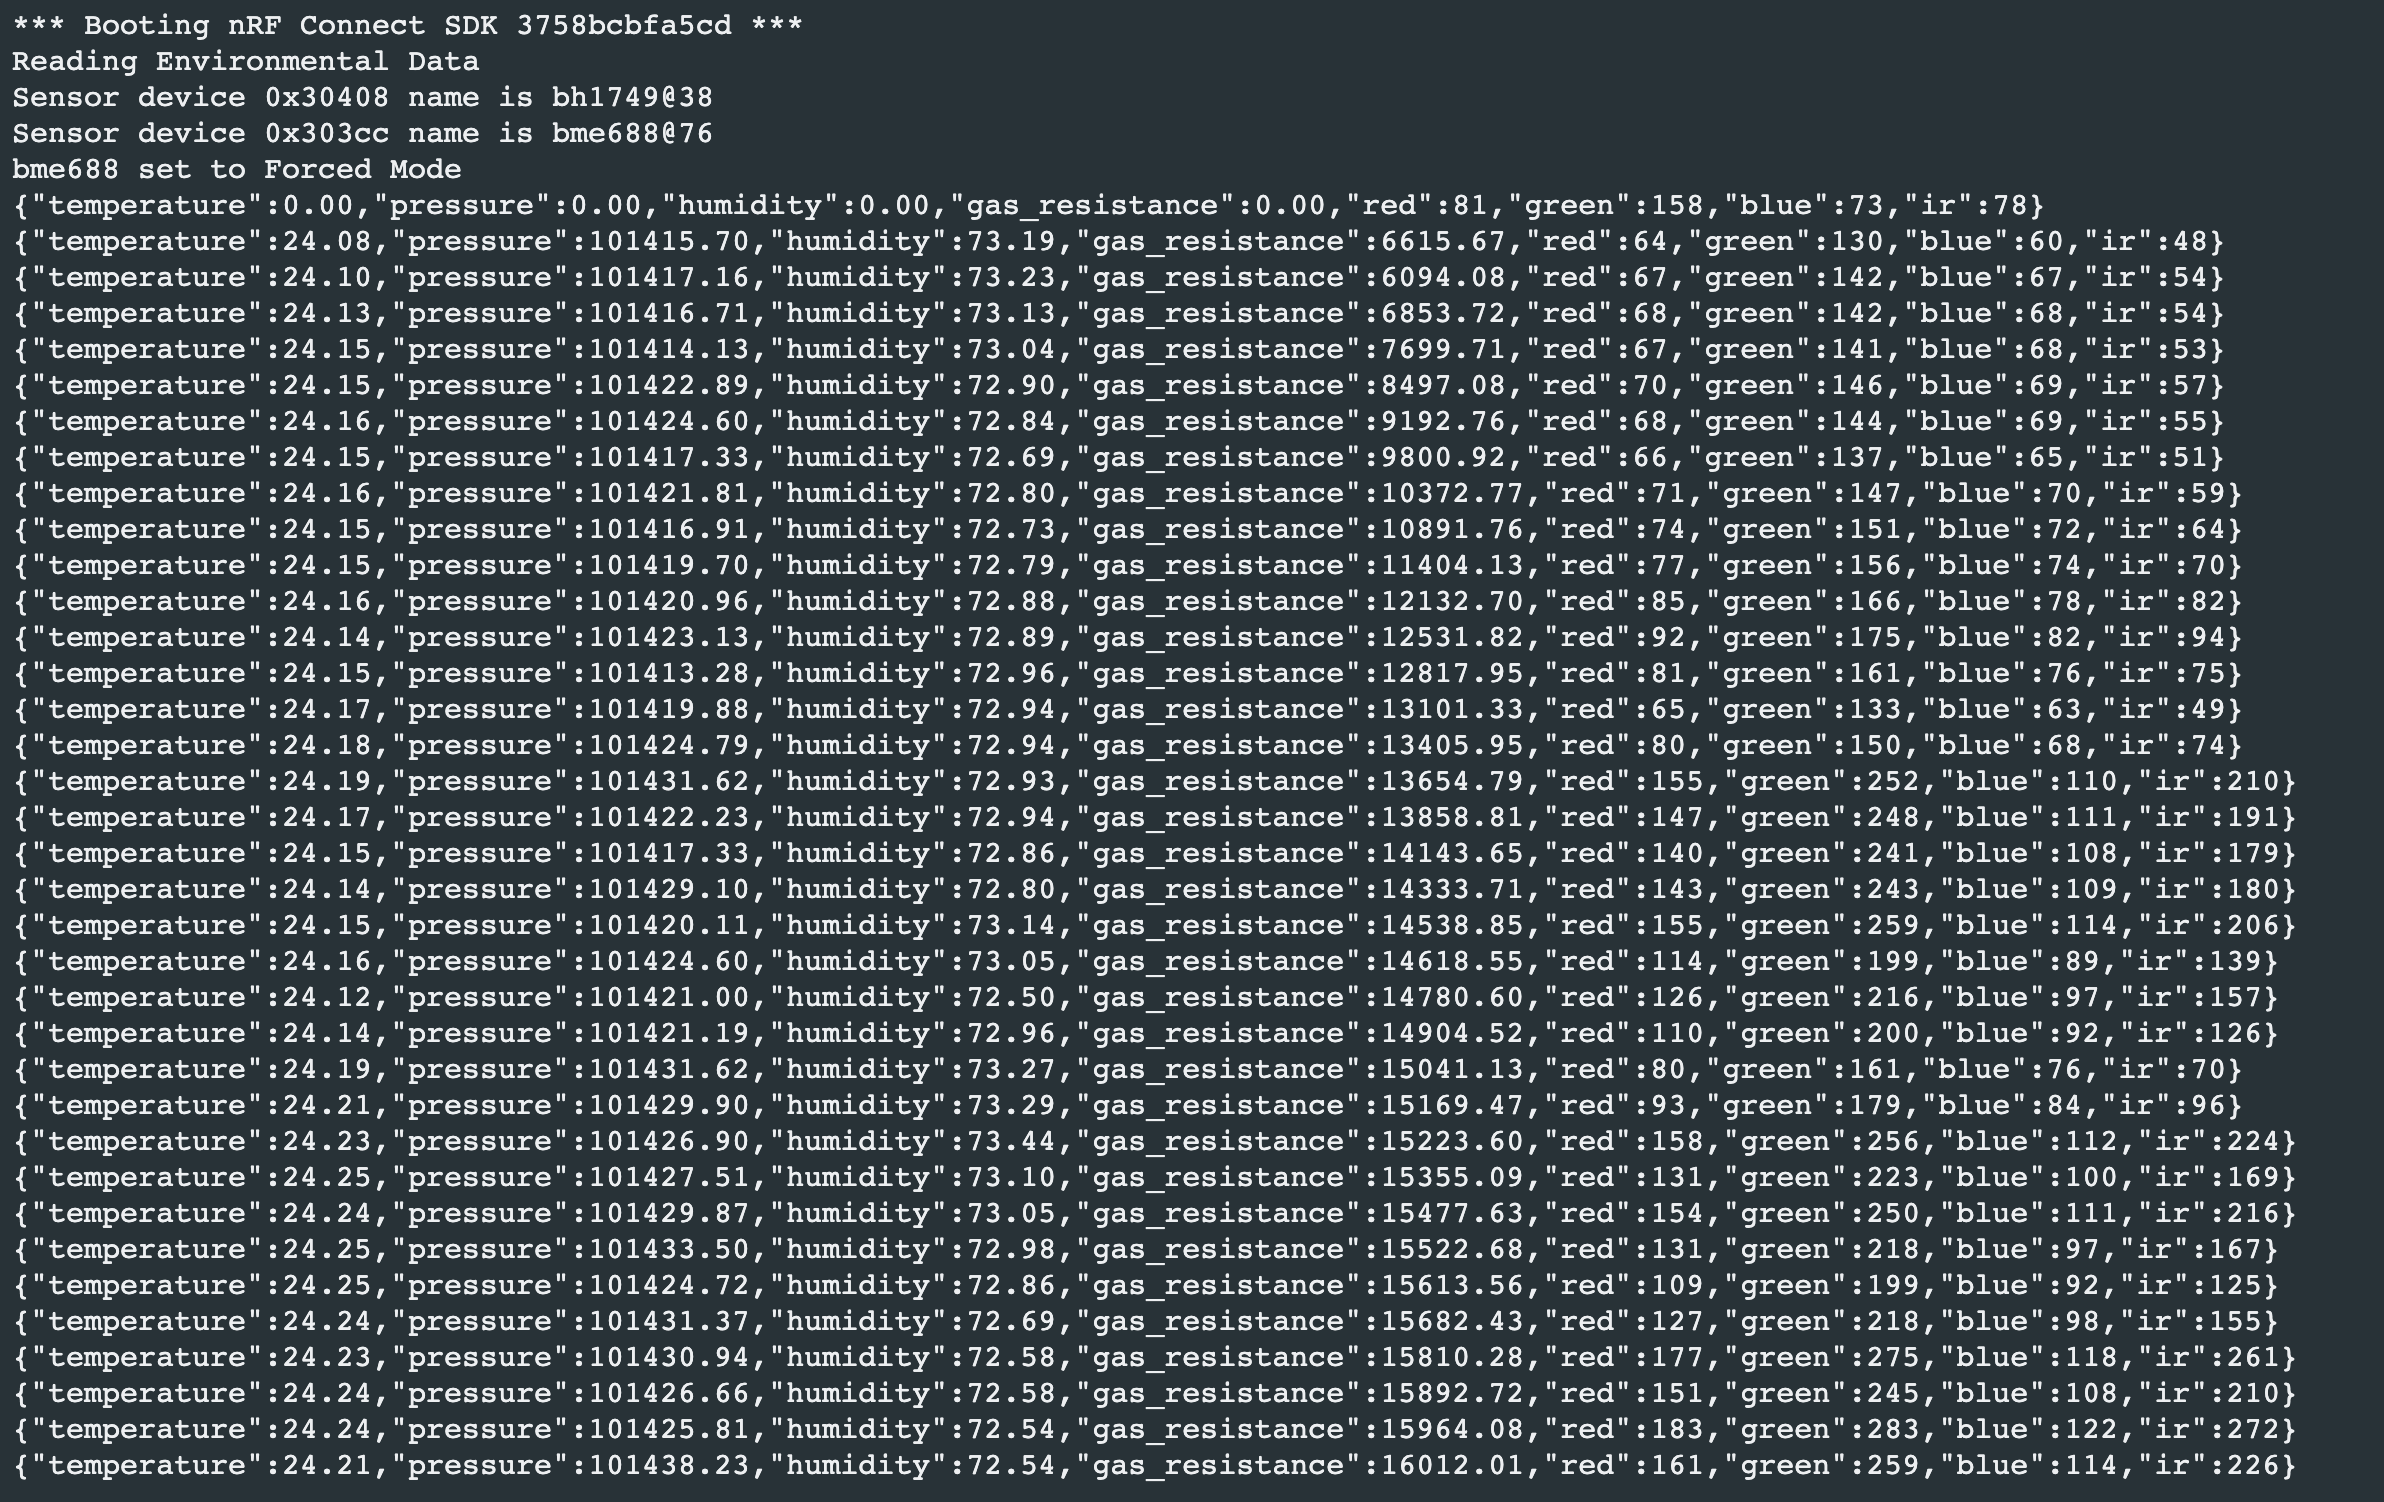 *** Booting nRF Connect SDK 3758bcbfa5cd ***
Reading Environmental Data
Sensor device 0x30408 name is bh1749@38
Sensor device 0x303cc name is bme688@76
bme688 set to Forced Mode
{"temperature":0.00,"pressure":0.00,"humidity":0.00,"gas_resistance":0.00,"red":81,"green":158,"blue":73,"ir":78}
{"temperature":24.08,"pressure":101415.70,"humidity":73.19,"gas_resistance":6615.67,"red":64,"green":130,"blue":60,"ir":48}
{"temperature":24.10,"pressure":101417.16,"humidity":73.23,"gas_resistance":6094.08,"red":67,"green":142,"blue":67,"ir":54}
{"temperature":24.13,"pressure":101416.71,"humidity":73.13,"gas_resistance":6853.72,"red":68,"green":142,"blue":68,"ir":54}
{"temperature":24.15,"pressure":101414.13,"humidity":73.04,"gas_resistance":7699.71,"red":67,"green":141,"blue":68,"ir":53}
{"temperature":24.15,"pressure":101422.89,"humidity":72.90,"gas_resistance":8497.08,"red":70,"green":146,"blue":69,"ir":57}
{"temperature":24.16,"pressure":101424.60,"humidity":72.84,"gas_resistance":9192.76,"red":68,"green":144,"blue":69,"ir":55}
{"temperature":24.15,"pressure":101417.33,"humidity":72.69,"gas_resistance":9800.92,"red":66,"green":137,"blue":65,"ir":51}
{"temperature":24.16,"pressure":101421.81,"humidity":72.80,"gas_resistance":10372.77,"red":71,"green":147,"blue":70,"ir":59}
{"temperature":24.15,"pressure":101416.91,"humidity":72.73,"gas_resistance":10891.76,"red":74,"green":151,"blue":72,"ir":64}
{"temperature":24.15,"pressure":101419.70,"humidity":72.79,"gas_resistance":11404.13,"red":77,"green":156,"blue":74,"ir":70}
{"temperature":24.16,"pressure":101420.96,"humidity":72.88,"gas_resistance":12132.70,"red":85,"green":166,"blue":78,"ir":82}
{"temperature":24.14,"pressure":101423.13,"humidity":72.89,"gas_resistance":12531.82,"red":92,"green":175,"blue":82,"ir":94}
{"temperature":24.15,"pressure":101413.28,"humidity":72.96,"gas_resistance":12817.95,"red":81,"green":161,"blue":76,"ir":75}
{"temperature":24.17,"pressure":101419.88,"humidity":72.94,"gas_resistance":13101.33,"red":65,"green":133,"blue":63,"ir":49}
{"temperature":24.18,"pressure":101424.79,"humidity":72.94,"gas_resistance":13405.95,"red":80,"green":150,"blue":68,"ir":74}
{"temperature":24.19,"pressure":101431.62,"humidity":72.93,"gas_resistance":13654.79,"red":155,"green":252,"blue":110,"ir":210}
{"temperature":24.17,"pressure":101422.23,"humidity":72.94,"gas_resistance":13858.81,"red":147,"green":248,"blue":111,"ir":191}
{"temperature":24.15,"pressure":101417.33,"humidity":72.86,"gas_resistance":14143.65,"red":140,"green":241,"blue":108,"ir":179}
{"temperature":24.14,"pressure":101429.10,"humidity":72.80,"gas_resistance":14333.71,"red":143,"green":243,"blue":109,"ir":180}
{"temperature":24.15,"pressure":101420.11,"humidity":73.14,"gas_resistance":14538.85,"red":155,"green":259,"blue":114,"ir":206}
{"temperature":24.16,"pressure":101424.60,"humidity":73.05,"gas_resistance":14618.55,"red":114,"green":199,"blue":89,"ir":139}
{"temperature":24.12,"pressure":101421.00,"humidity":72.50,"gas_resistance":14780.60,"red":126,"green":216,"blue":97,"ir":157}
{"temperature":24.14,"pressure":101421.19,"humidity":72.96,"gas_resistance":14904.52,"red":110,"green":200,"blue":92,"ir":126}
{"temperature":24.19,"pressure":101431.62,"humidity":73.27,"gas_resistance":15041.13,"red":80,"green":161,"blue":76,"ir":70}
{"temperature":24.21,"pressure":101429.90,"humidity":73.29,"gas_resistance":15169.47,"red":93,"green":179,"blue":84,"ir":96}
{"temperature":24.23,"pressure":101426.90,"humidity":73.44,"gas_resistance":15223.60,"red":158,"green":256,"blue":112,"ir":224}
{"temperature":24.25,"pressure":101427.51,"humidity":73.10,"gas_resistance":15355.09,"red":131,"green":223,"blue":100,"ir":169}
{"temperature":24.24,"pressure":101429.87,"humidity":73.05,"gas_resistance":15477.63,"red":154,"green":250,"blue":111,"ir":216}
{"temperature":24.25,"pressure":101433.50,"humidity":72.98,"gas_resistance":15522.68,"red":131,"green":218,"blue":97,"ir":167}
{"temperature":24.25,"pressure":101424.72,"humidity":72.86,"gas_resistance":15613.56,"red":109,"green":199,"blue":92,"ir":125}
{"temperature":24.24,"pressure":101431.37,"humidity":72.69,"gas_resistance":15682.43,"red":127,"green":218,"blue":98,"ir":155}
{"temperature":24.23,"pressure":101430.94,"humidity":72.58,"gas_resistance":15810.28,"red":177,"green":275,"blue":118,"ir":261}
{"temperature":24.24,"pressure":101426.66,"humidity":72.58,"gas_resistance":15892.72,"red":151,"green":245,"blue":108,"ir":210}
{"temperature":24.24,"pressure":101425.81,"humidity":72.54,"gas_resistance":15964.08,"red":183,"green":283,"blue":122,"ir":272}
{"temperature":24.21,"pressure":101438.23,"humidity":72.54,"gas_resistance":16012.01,"red":161,"green":259,"blue":114,"ir":226}